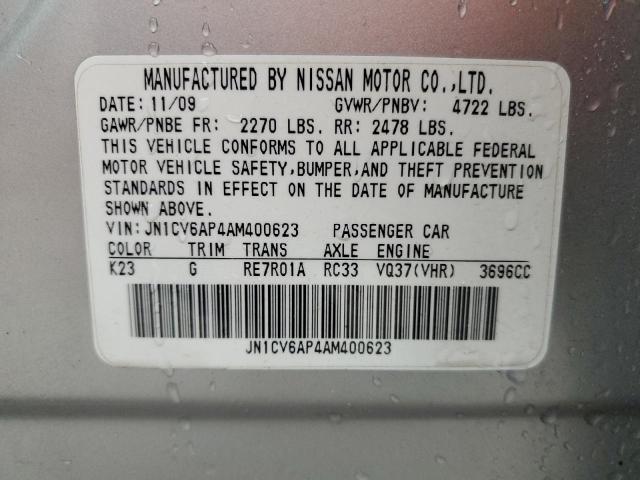 MANUFACTURED BY NISSAN MOTOR CO.,LTD.
DATE: 11/09 GVWR/PNBV: 4722 LBS.
GAWR/PNBE FR: 2270 LBS. RR: 2478 LBS.
THIS VEHICLE CONFORMS TO ALL APPLICABLE FEDERAL
MOTOR VEHICLE SAFETY,BUMPER,AND THEFT PREVENTION
STANDARDS IN EFFECT ON THE DATE OF MANUFACTURE
SHOWN ABOVE.
VIN:JN1CV6AP4AM400623 PASSENGER CAR
COLOR TRIM TRANS AXLE ENGINE
K23 G RE7R01A RC33 VQ37(VHR) 3696CC
JN1CV6AP4AM400623